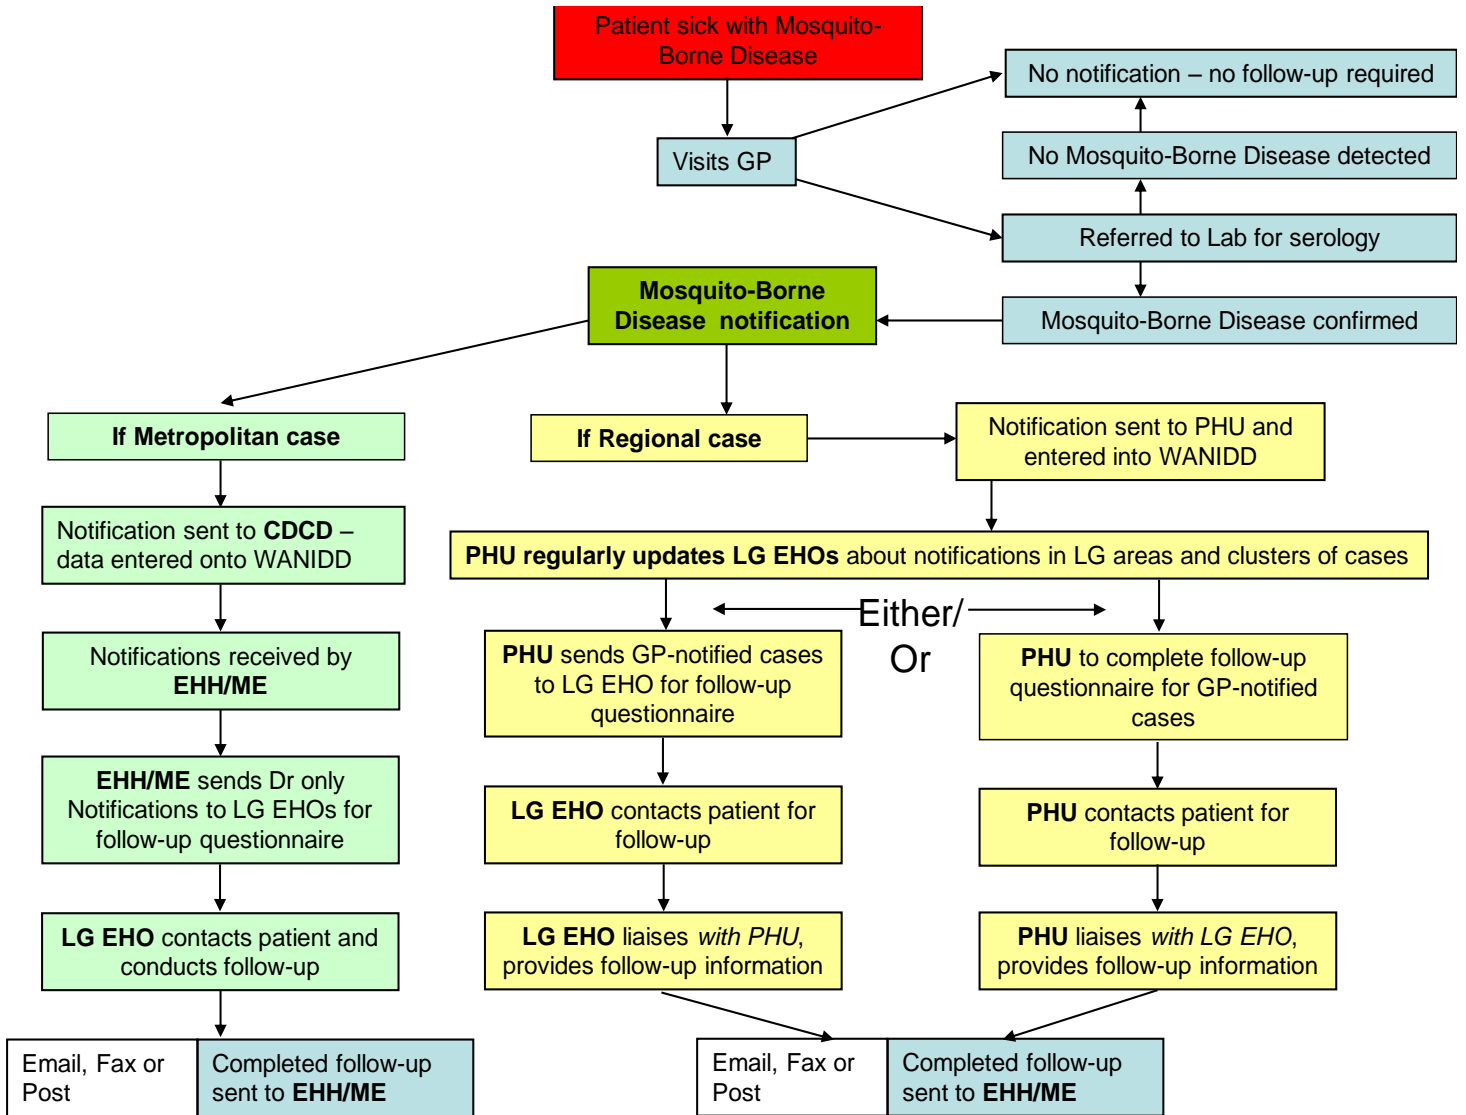 Patient sick with Mosquito-
Borne Disease
No notification – no follow-up required
Visits GP
No Mosquito-Borne Disease detected
Referred to Lab for serology
Mosquito-Borne
Disease notification
Mosquito-Borne Disease confirmed
If Metropolitan case
If Regional case
Notification sent to PHU and
entered into WANIDD
Notification sent to CDCD –
data entered onto WANIDD
PHU regularly updates LG EHOs about notifications in LG areas and clusters of cases
Either/
Or
Notifications received by
EHH/ME
PHU sends GP-notified cases
to LG EHO for follow-up
questionnaire
PHU to complete follow-up
questionnaire for GP-notified
cases
EHH/ME sends Dr only
Notifications to LG EHOs for
follow-up questionnaire
LG EHO contacts patient for
follow-up
PHU contacts patient for
follow-up
LG EHO contacts patient and
conducts follow-up
LG EHO liaises with PHU,
provides follow-up information
PHU liaises with LG EHO,
provides follow-up information
Email, Fax or
Post
Completed follow-up
sent to EHH/ME
Email, Fax or
Post
Completed follow-up
sent to EHH/ME